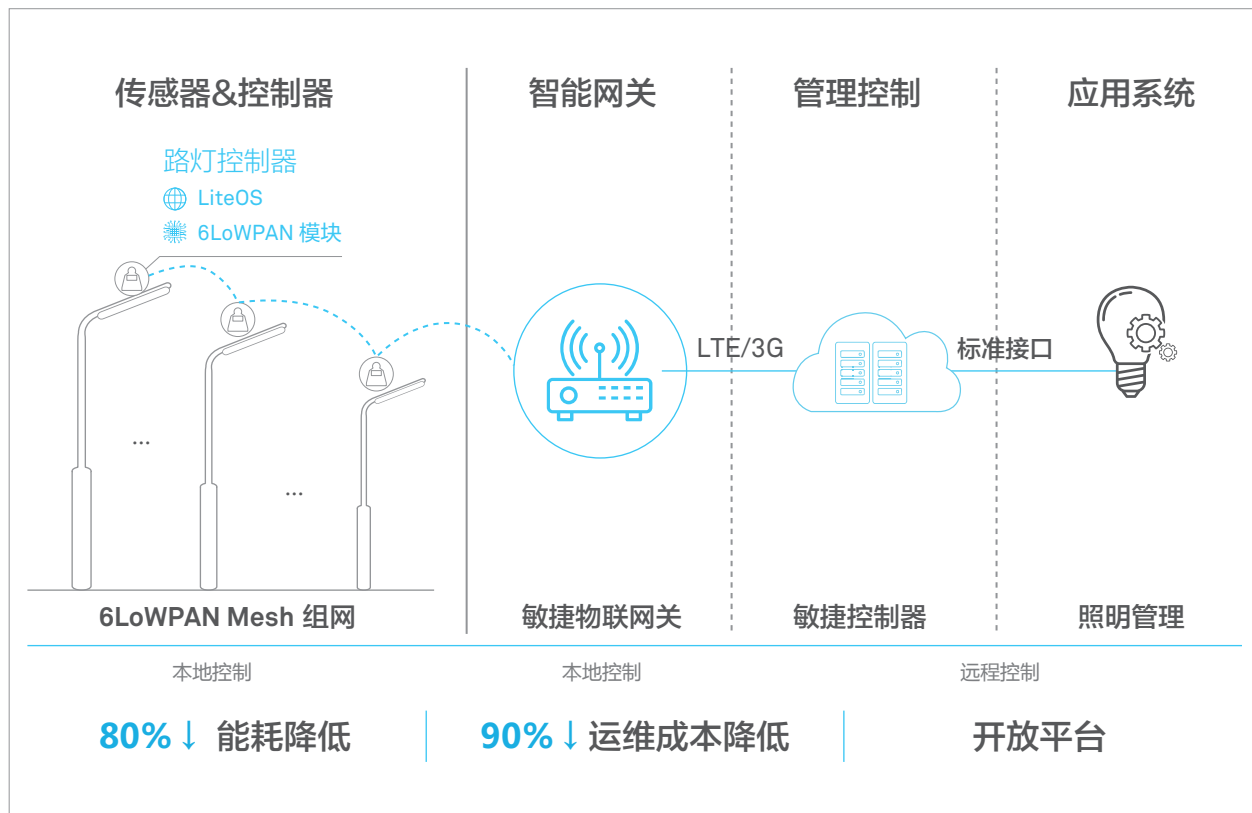 传感器&控制器
智能网关
管理控制
应用系统
路灯控制器
LiteOS
6LoWPAN 模块
LTE/3G
标准接口
...
...
6LoWPAN Mesh 组网
敏捷物联网关
敏捷控制器
照明管理
本地控制
本地控制
远程控制
80%↓ 能耗降低
90%↓运维成本降低
开放平台